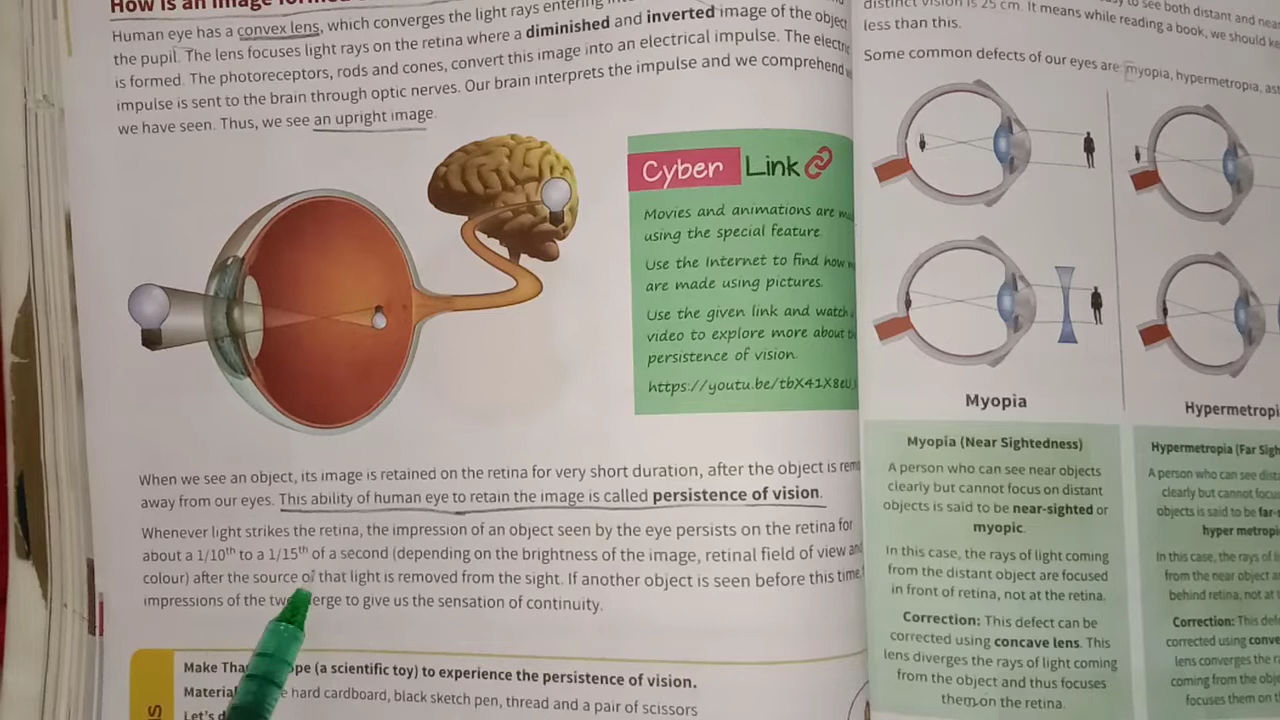 How is an image formed
Human eye has a convex lens, which converges the light rays entering
the pupil. The lens focuses light rays on the retina where a diminished and inverted image of the object
is formed. The photoreceptors, rods and cones, convert this image into an electrical impulse. The electric
impulse is sent to the brain through optic nerves. Our brain interprets the impulse and we comprehend
we have seen. Thus, we see an upright image.
Cyber Link
Movies and animations are
using the special feature
Use the Internet to find how
are made using pictures.
Use the given link and watch
video to explore more about
persistence of vision.
https://youtu.be/tbX41X8eU
When we see an object, its image is retained on the retina for very short duration, after the object is
away from our eyes. This ability of human eye to retain the image is called persistence of vision.
Whenever light strikes the retina, the impression of an object seen by the eye persists on the retina for
about a 1/10th to a 1/15th of a second (depending on the brightness of the image, retinal field of view and
colour) after the source of that light is removed from the sight. If another object is seen before this time,
impressions of the two merge to give us the sensation of continuity.
Make (a scientific toy) to experience the persistence of vision.
hard cardboard, black sketch pen, thread and a pair of scissors
Let's
to see both distant and
distinct vision is 25 cm. It means while reading a book, we should
less than this.
Some common defects of our eyes are myopia, hypermetropia,
Myopia
Myopia (Near Sightedness)
A person who can see near objects
clearly but cannot focus on distant
objects is said to be near-sighted or
myopic.
In this case, the rays of light coming
from the distant object are focused
in front of retina, not at the retina.
Correction: This defect can be
corrected using concave lens. This
lens diverges the rays of light coming
from the object and thus focuses
them on the retina.
Hypermetropi
Hypermetropia (Far
A person who can see
clearly but cannot
objects is said to be
hyper
In this case, the rays of
from the near object
behind retina, not at
Correction: This
corrected using
lens converges the
coming from the
focuses them on